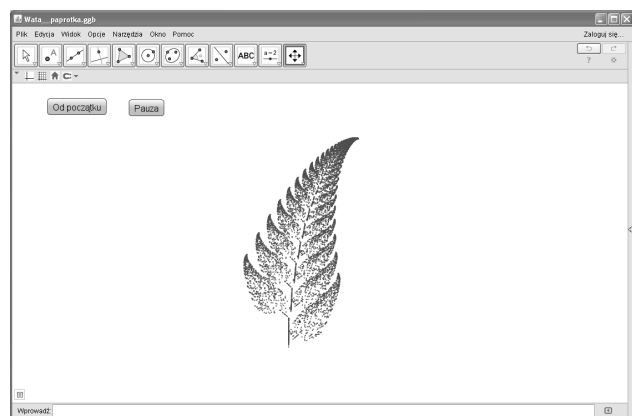 Wata__paprotka.ggb
Plik Edycja Widok Opcje Narzędzia Okno Pomoc
Zaloguj się...
A
ABC
a=2
?
Od początku
Pauza
Wprowadź: